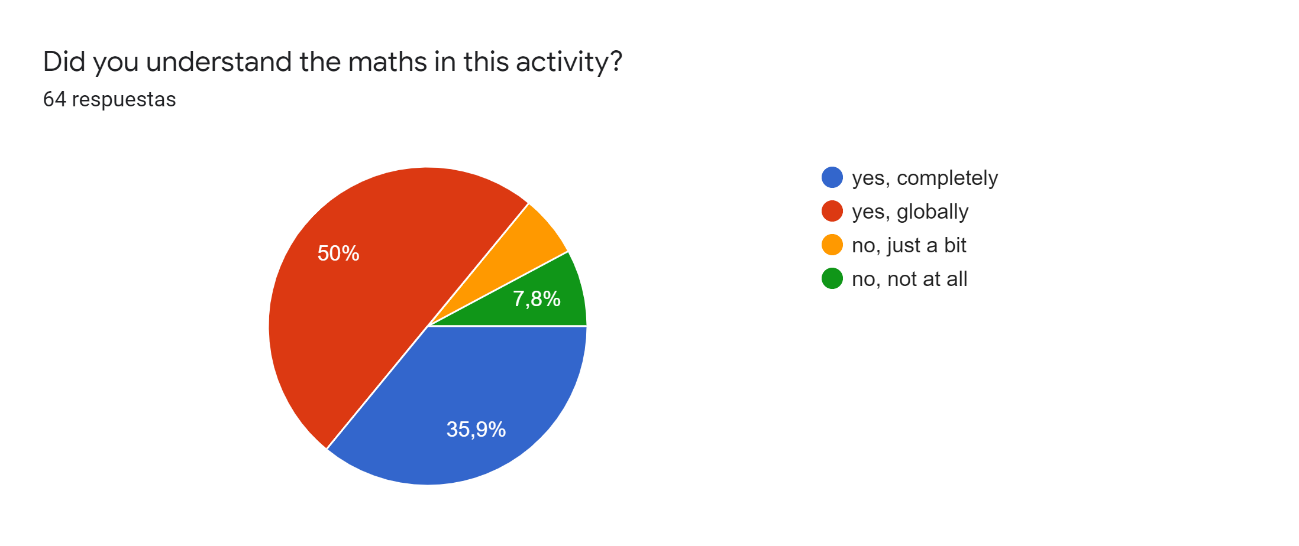 Did you understand the maths in this activity?
64 respuestas
50%
7,8%
35,9%
yes, completely
yes, globally
no, just a bit
no, not at all